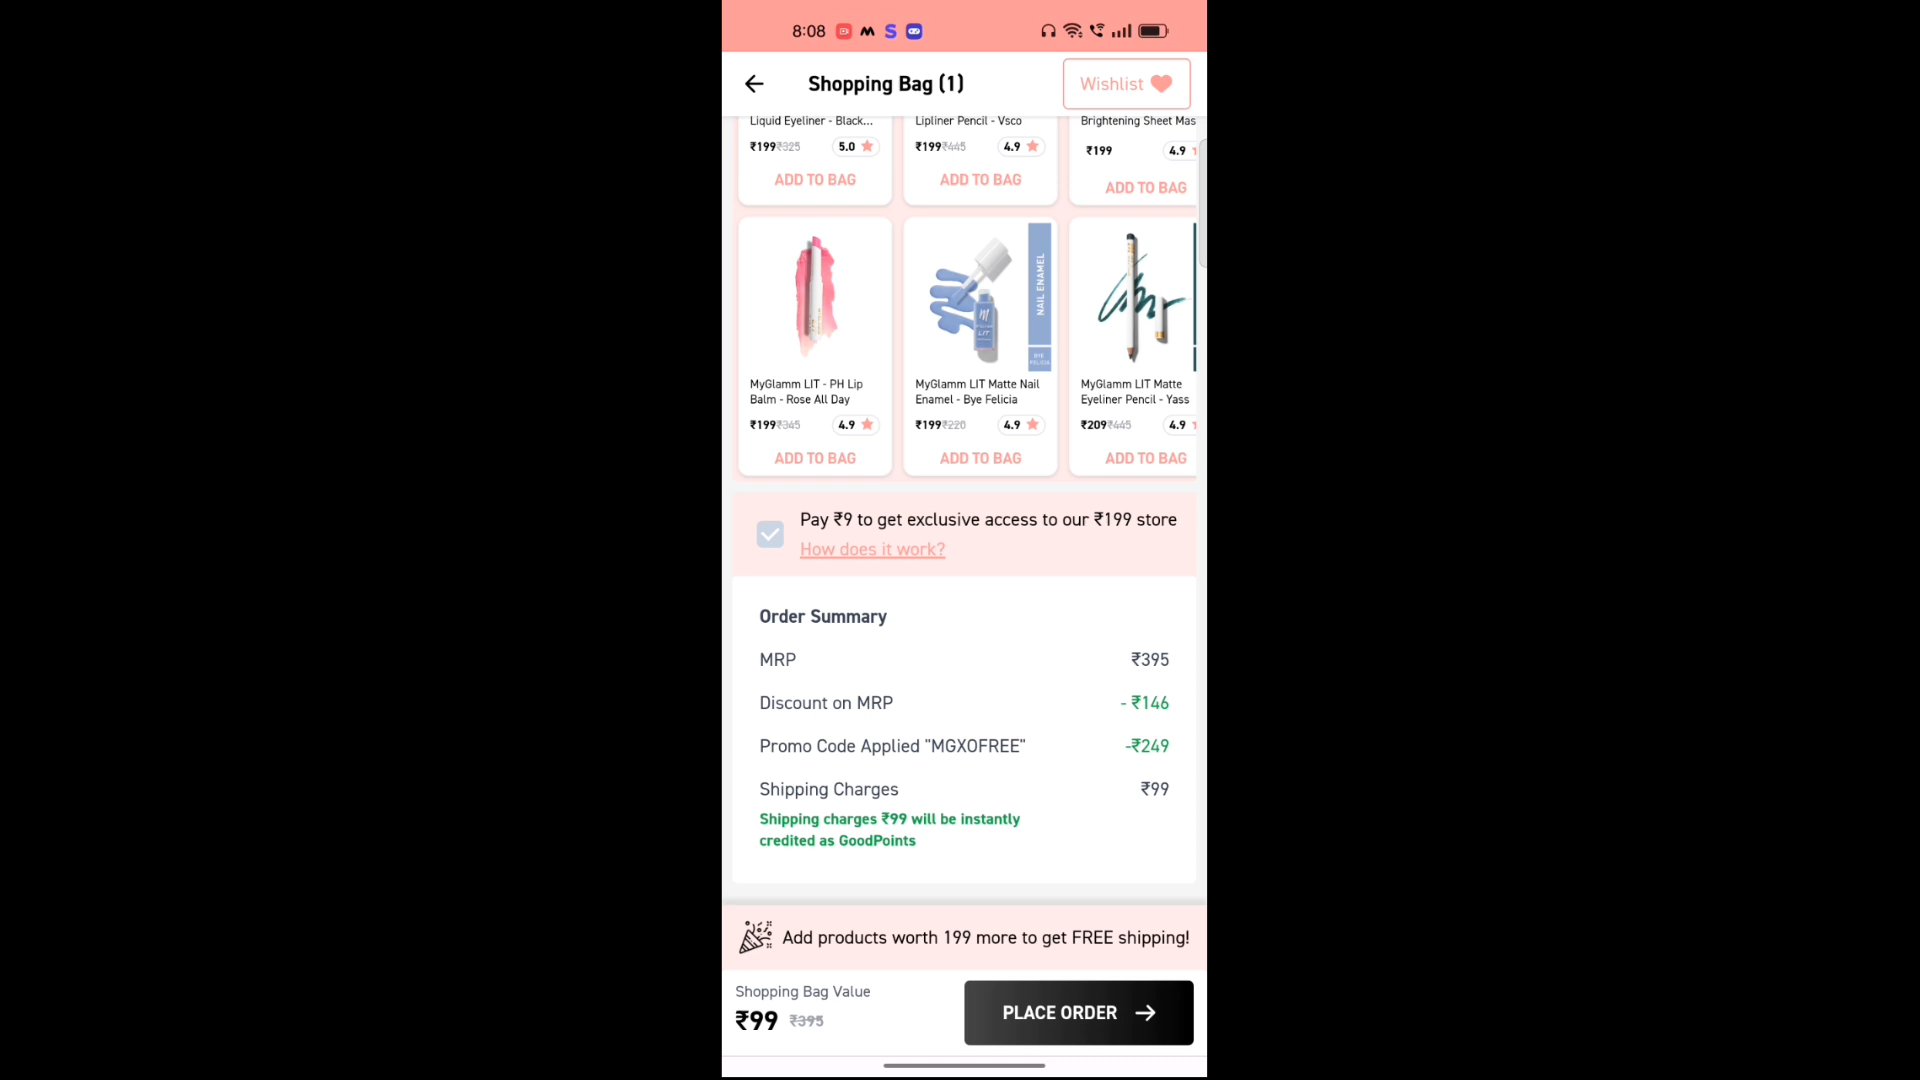 8:08
Shopping Bag (1)
Wishlist
Liquid Eyeliner - Black...
₹199 ₹325 5.0
ADD TO BAG
Lipliner Pencil - Vsco
₹199 ₹445 4.9
ADD TO BAG
Brightening Sheet Mas
₹199 4.9
ADD TO BAG
MyGlamm LIT - PH Lip
Balm - Rose All Day
₹199 ₹345 4.9
ADD TO BAG
NAIL ENAMEL
BYE
FELICIA
LIT
MyGlamm LIT Matte Nail
Enamel - Bye Felicia
₹199 ₹220 4.9
ADD TO BAG
MyGlamm LIT Matte
Eyeliner Pencil - Yass
₹209 ₹445 4.9
ADD TO BAG
Pay ₹9 to get exclusive access to our ₹199 store
How does it work?
Order Summary
MRP ₹395
Discount on MRP - ₹146
Promo Code Applied "MGXOFREE" -₹249
Shipping Charges ₹99
Shipping charges ₹99 will be instantly
credited as GoodPoints
Add products worth 199 more to get FREE shipping!
Shopping Bag Value
₹99 ₹395
PLACE ORDER